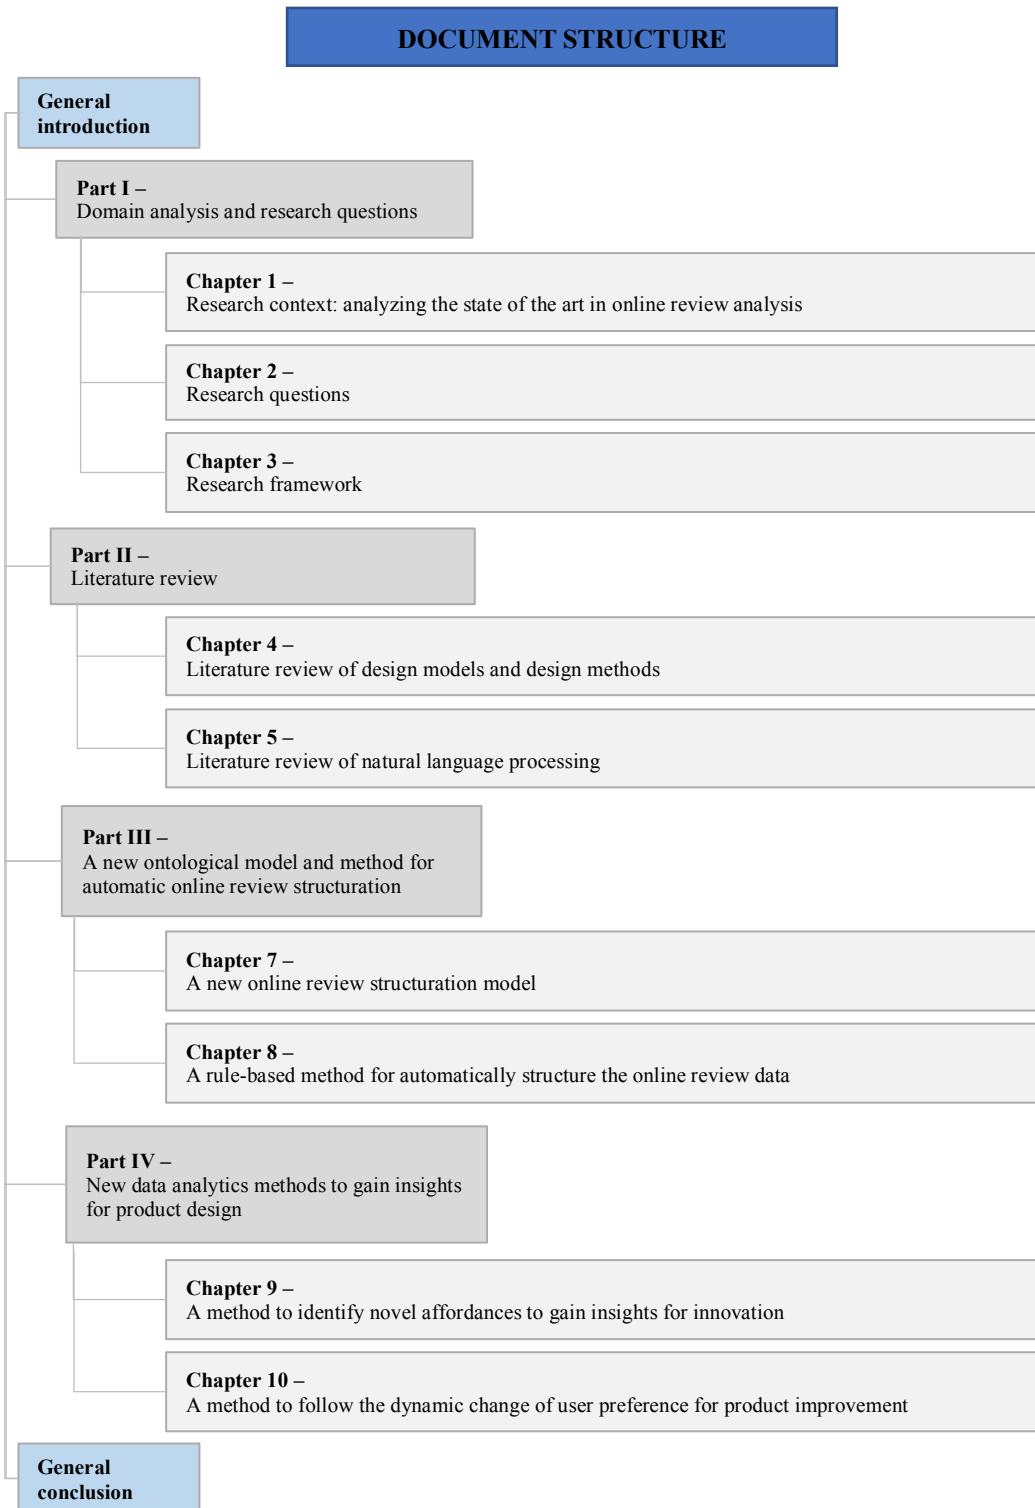 DOCUMENT STRUCTURE
General
introduction
Part I –
Domain analysis and research questions
Chapter 1 –
Research context: analyzing the state of the art in online review analysis
Chapter 2 –
Research questions
Chapter 3 –
Research framework
Part II –
Literature review
Chapter 4 –
Literature review of design models and design methods
Chapter 5 –
Literature review of natural language processing
Part III –
A new ontological model and method for
automatic online review structuration
Chapter 7 –
A new online review structuration model
Chapter 8 –
A rule-based method for automatically structure the online review data
Part IV –
New data analytics methods to gain insights
for product design
Chapter 9 –
A method to identify novel affordances to gain insights for innovation
Chapter 10 –
A method to follow the dynamic change of user preference for product improvement
General
conclusion